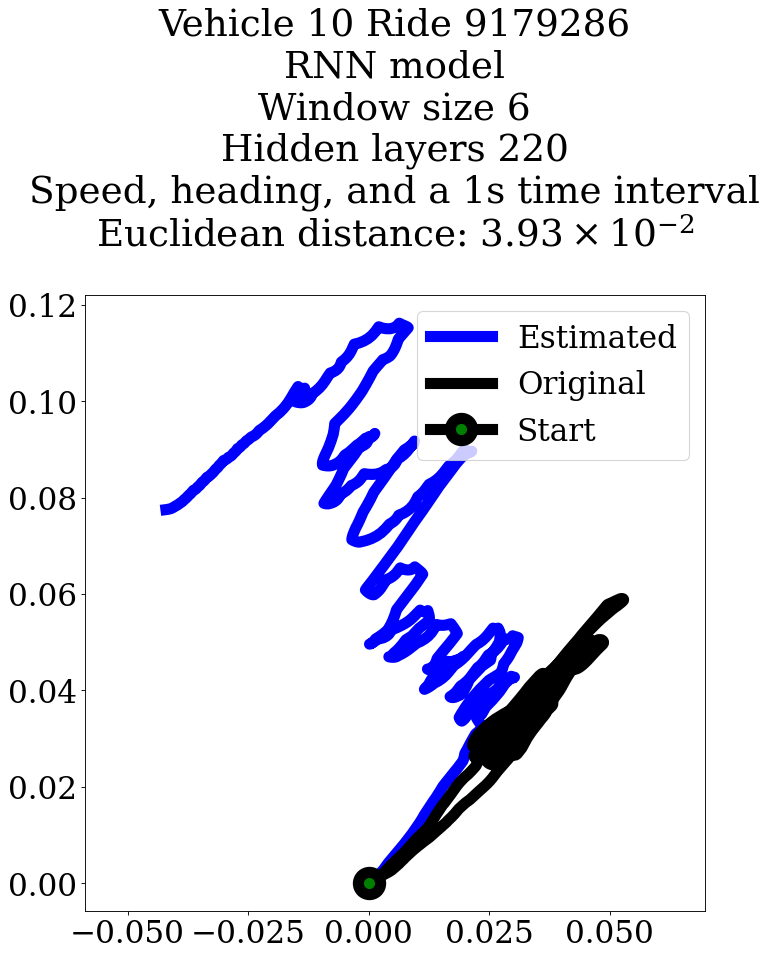 Vehicle 10 Ride 9179286
RNN model
Window size 6
Hidden layers 220
Speed, heading, and a 1s time interval
Euclidean distance: 3.93 × 10⁻²
0.12
0.10
0.08
0.06
0.04
0.02
0.00
Estimated
Original
Start
−0.050 −0.025 0.000 0.025 0.050